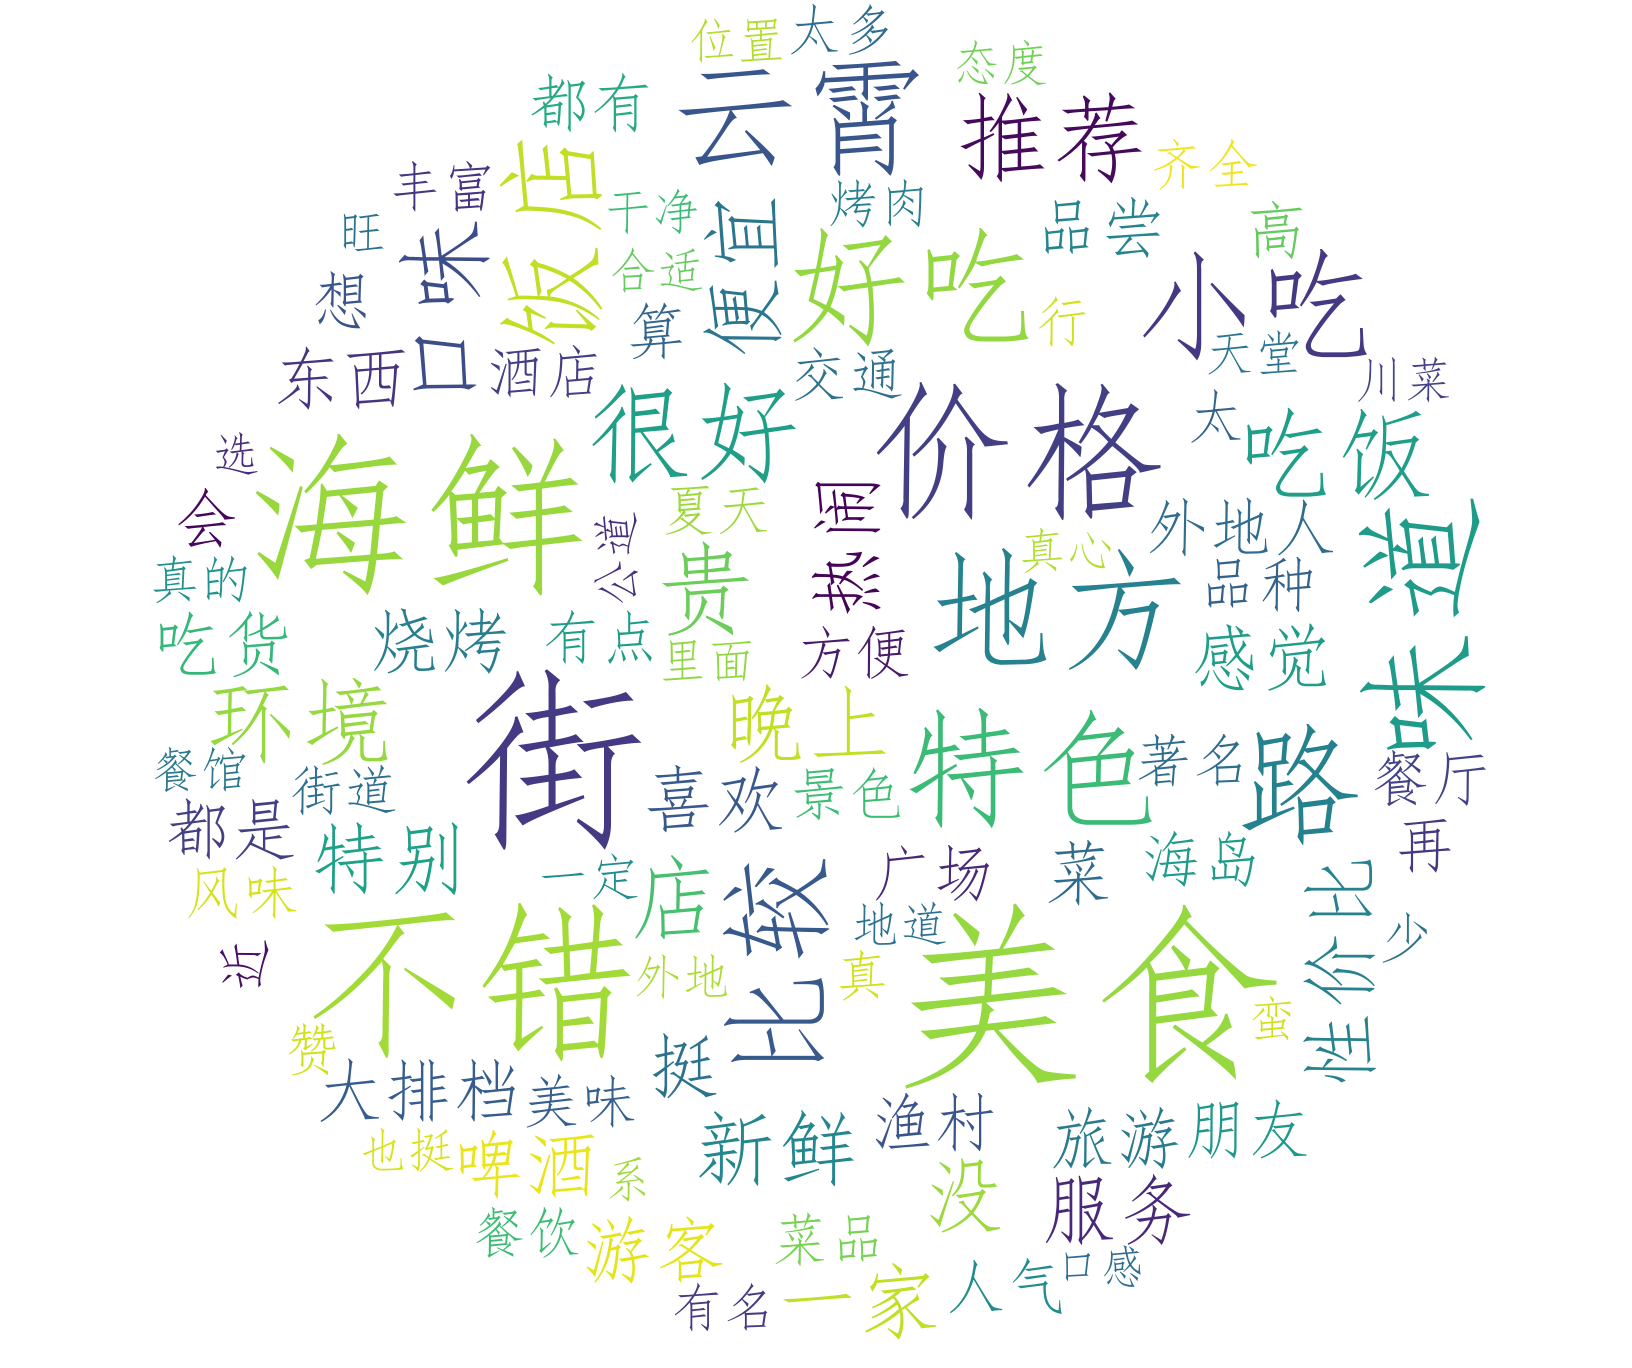 位置
太多
态度
云霄
都有
推荐
齐全
饭店
丰富
烤肉
干净
品尝
便宜
高
旺
口味
好吃
合适
小吃
想
算
行
天堂
东西
酒店
交通
川菜
很好
价格
太
吃饭
海鲜
选
会
夏天
热闹
公道
外地人
味道
真心
真的
贵
地方
品种
吃货
烧烤
有点
里面
方便
感觉
环境
街
晚上
特色
著名
路
餐厅
餐馆
街道
喜欢
景色
都是
特别
再
风味
一定
店
比较
广场
菜
海岛
性价比
近
不错
地道
美食
少
外地
真
蛮
赞
大排档
美味
挺
新鲜
渔村
旅游
朋友
也挺
啤酒
系
没
服务
餐饮
游客
菜品
口感
有名
一家
人气